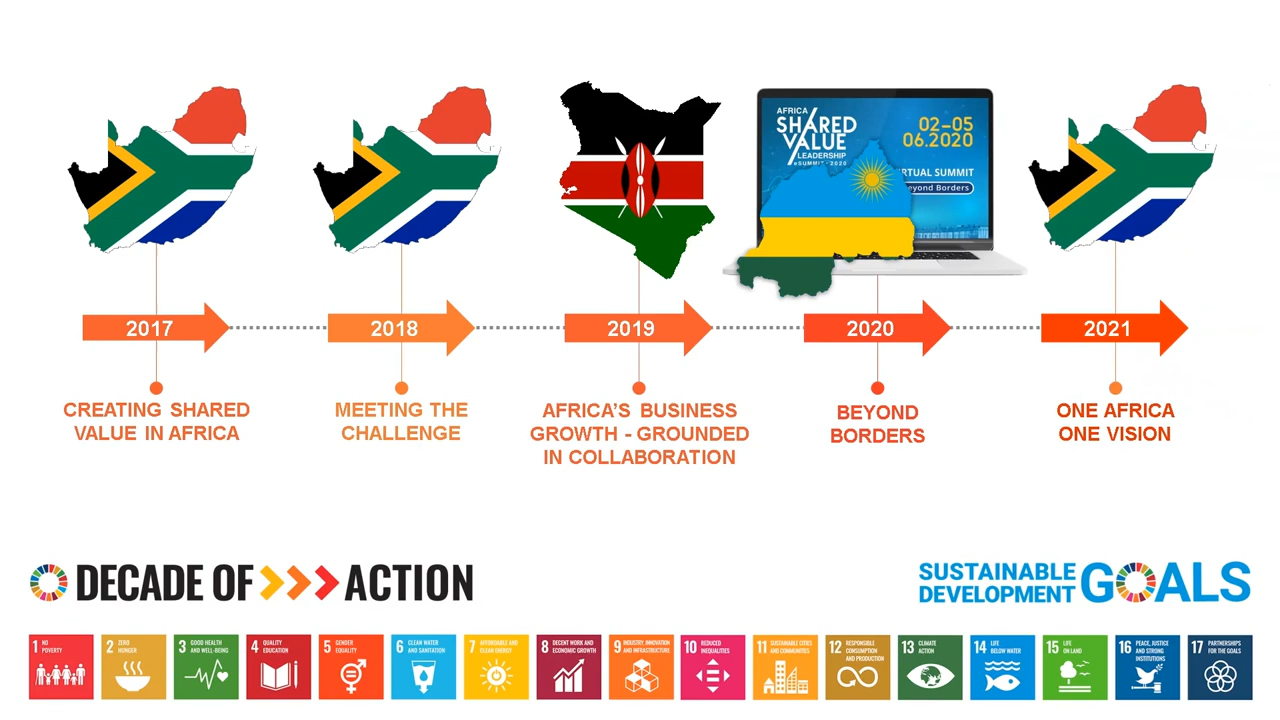 AFRICA
SHARED
VALUE
LEADERSHIP
eSUMMIT - 2020
02–05
06.2020
VIRTUAL SUMMIT
Beyond Borders
2017
2018
2019
2020
2021
CREATING SHARED
VALUE IN AFRICA
MEETING THE
CHALLENGE
AFRICA'S BUSINESS
GROWTH - GROUNDED
IN COLLABORATION
BEYOND
BORDERS
ONE AFRICA
ONE VISION
DECADE OF >>> ACTION
SUSTAINABLE
DEVELOPMENT
GOALS
1 NO
POVERTY
2 ZERO
HUNGER
3 GOOD HEALTH
AND WELL-BEING
4 QUALITY
EDUCATION
5 GENDER
EQUALITY
6 CLEAN WATER
AND SANITATION
7 AFFORDABLE AND
CLEAN ENERGY
8 DECENT WORK AND
ECONOMIC GROWTH
9 INDUSTRY, INNOVATION
AND INFRASTRUCTURE
10 REDUCED
INEQUALITIES
11 SUSTAINABLE CITIES
AND COMMUNITIES
12 RESPONSIBLE
CONSUMPTION
AND PRODUCTION
13 CLIMATE
ACTION
14 LIFE
BELOW WATER
15 LIFE
ON LAND
16 PEACE, JUSTICE
AND STRONG
INSTITUTIONS
17 PARTNERSHIPS
FOR THE GOALS